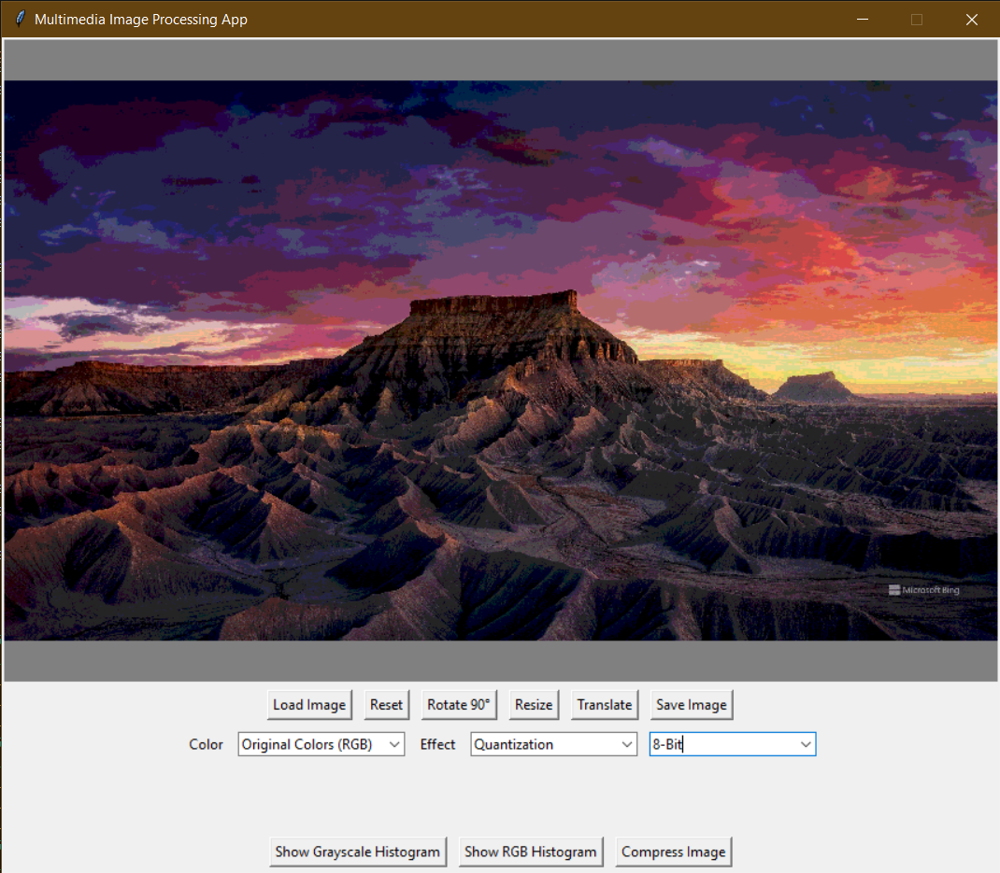 Multimedia Image Processing App
Microsoft Bing
Load Image Reset Rotate 90° Resize Translate Save Image
Color Original Colors (RGB) Effect Quantization 8-Bit
Show Grayscale Histogram Show RGB Histogram Compress Image